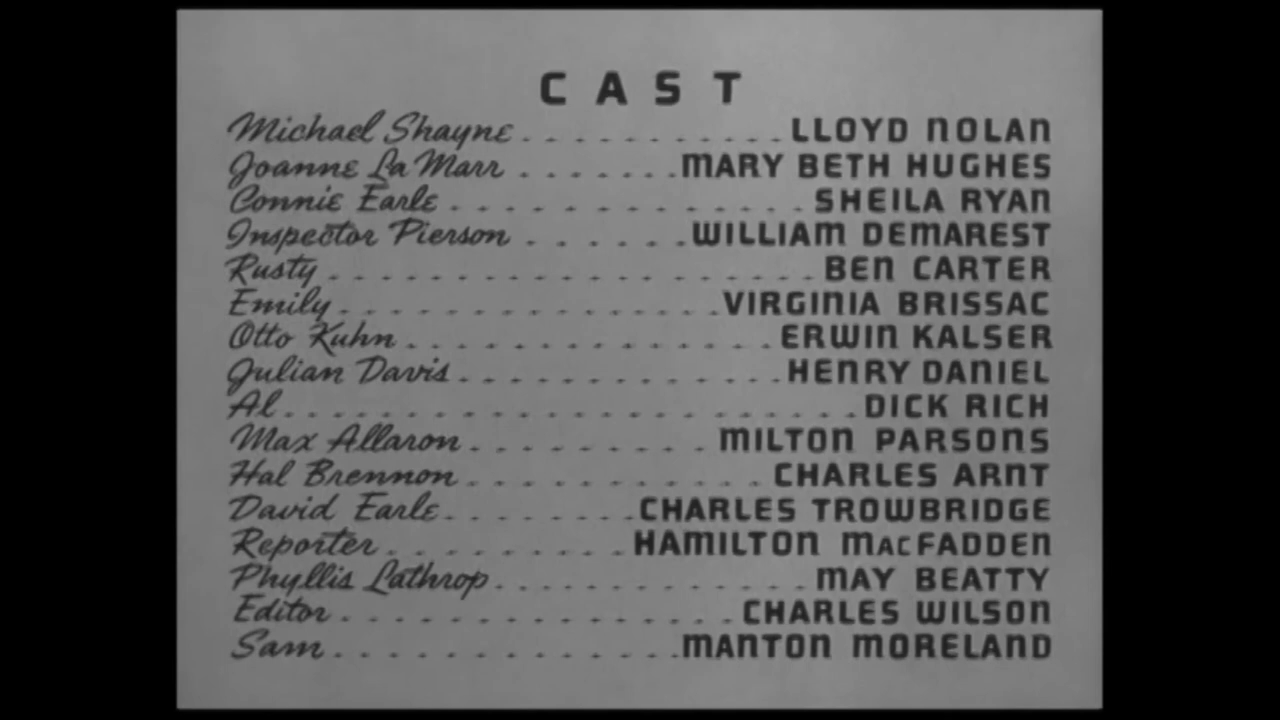 CAST
Michael Shayne . . . . . . . . . . . LLOYD NOLAN
Joanne La Marr . . . . . . . MARY BETH HUGHES
Connie Earle . . . . . . . . . . . . . . SHEILA RYAN
Inspector Pierson . . . . . . WILLIAM DEMAREST
Rusty . . . . . . . . . . . . . . . . . . . BEN CARTER
Emily . . . . . . . . . . . . . . . VIRGINIA BRISSAC
Otto Kuhn . . . . . . . . . . . . . . ERWIN KALSER
Julian Davis . . . . . . . . . . . . . HENRY DANIEL
Al . . . . . . . . . . . . . . . . . . . . . . DICK RICH
Max Allaron . . . . . . . . . . MILTON PARSONS
Hal Brennon . . . . . . . . . . . . CHARLES ARNT
David Earle . . . . . . . . CHARLES TROWBRIDGE
Reporter . . . . . . . . . . HAMILTON MACFADDEN
Phyllis Lathrop . . . . . . . . . . . . MAY BEATTY
Editor . . . . . . . . . . . . . . . CHARLES WILSON
Sam . . . . . . . . . . . . . . MANTON MORELAND